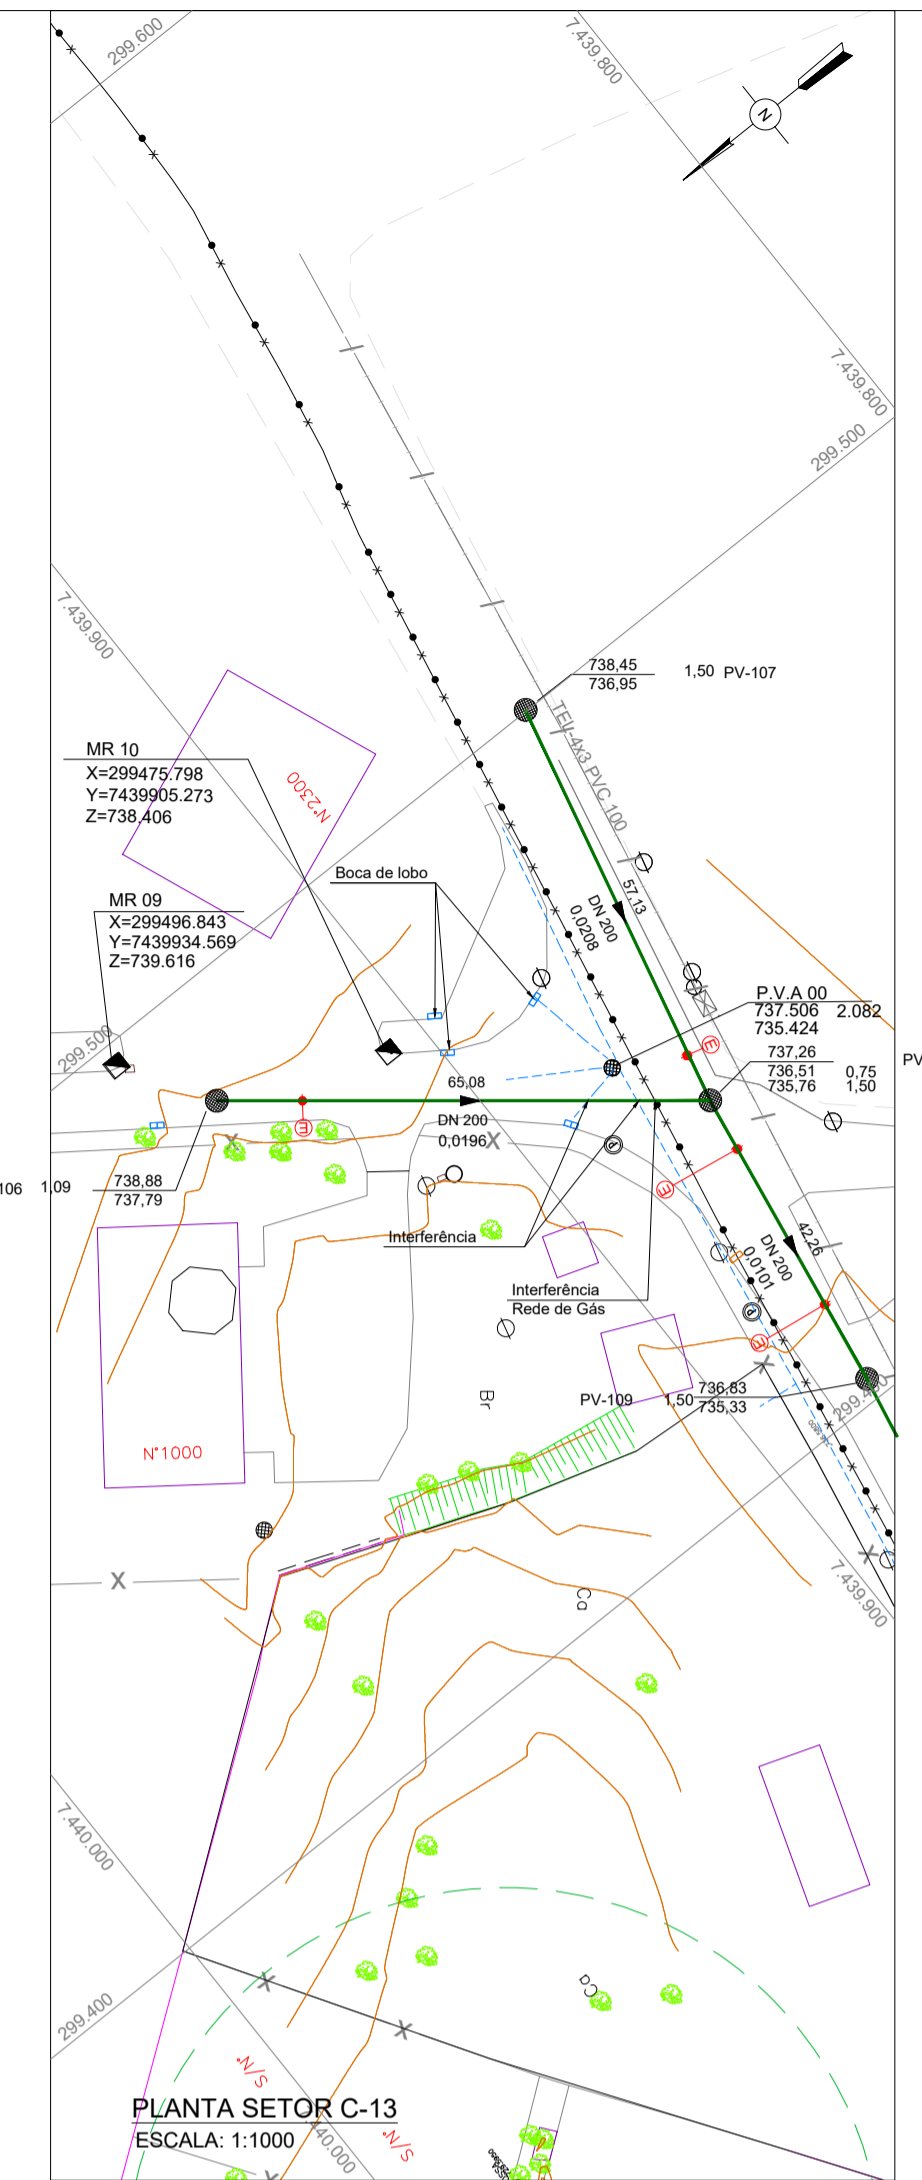 299.600
7.439.800
N
7.439.800
299.500
7.439.900
738,45
736,95
1,50 PV-107
TEU-4x3 PVC 100
MR 10
X=299475.798
Y=7439905.273
Z=738.406
N°2300
Boca de lobo
57,13
DN 200
0,0208
MR 09
X=299496.843
Y=7439934.569
Z=739.616
P.V.A 00
737.506 2.082
735.424
299.500
E
737,26
736,51 0,75
735,76 1,50
PV
65,08
DN 200
0,0196
E
X
X
P
106 1,09
738,88
737,79
E
Interferência
42,26
DN 200
0,0101
Interferência
Rede de Gás
P
E
X
Br
PV-109 1,50
736,83
735,33
299.400
N°1000
X
X
7.439.900
Ca
7.440.000
Ca
X
299.400
X
S/N°
PLANTA SETOR C-13
ESCALA: 1:1000
7.440.000
S/N°
X